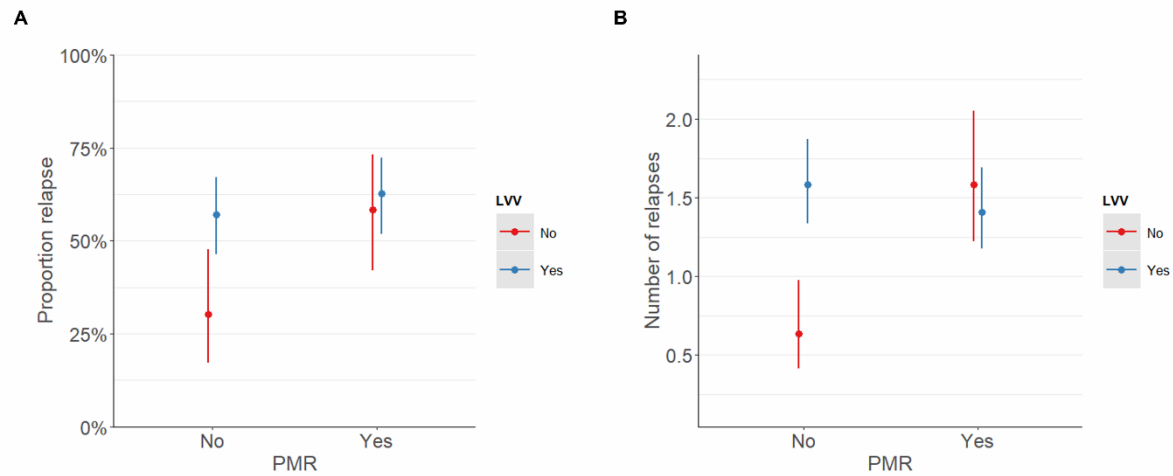 A
100%
75%
50%
25%
0%
Proportion relapse
No
Yes
PMR
LVV
No
Yes
B
2.0
1.5
1.0
0.5
Number of relapses
No
Yes
PMR
LVV
No
Yes